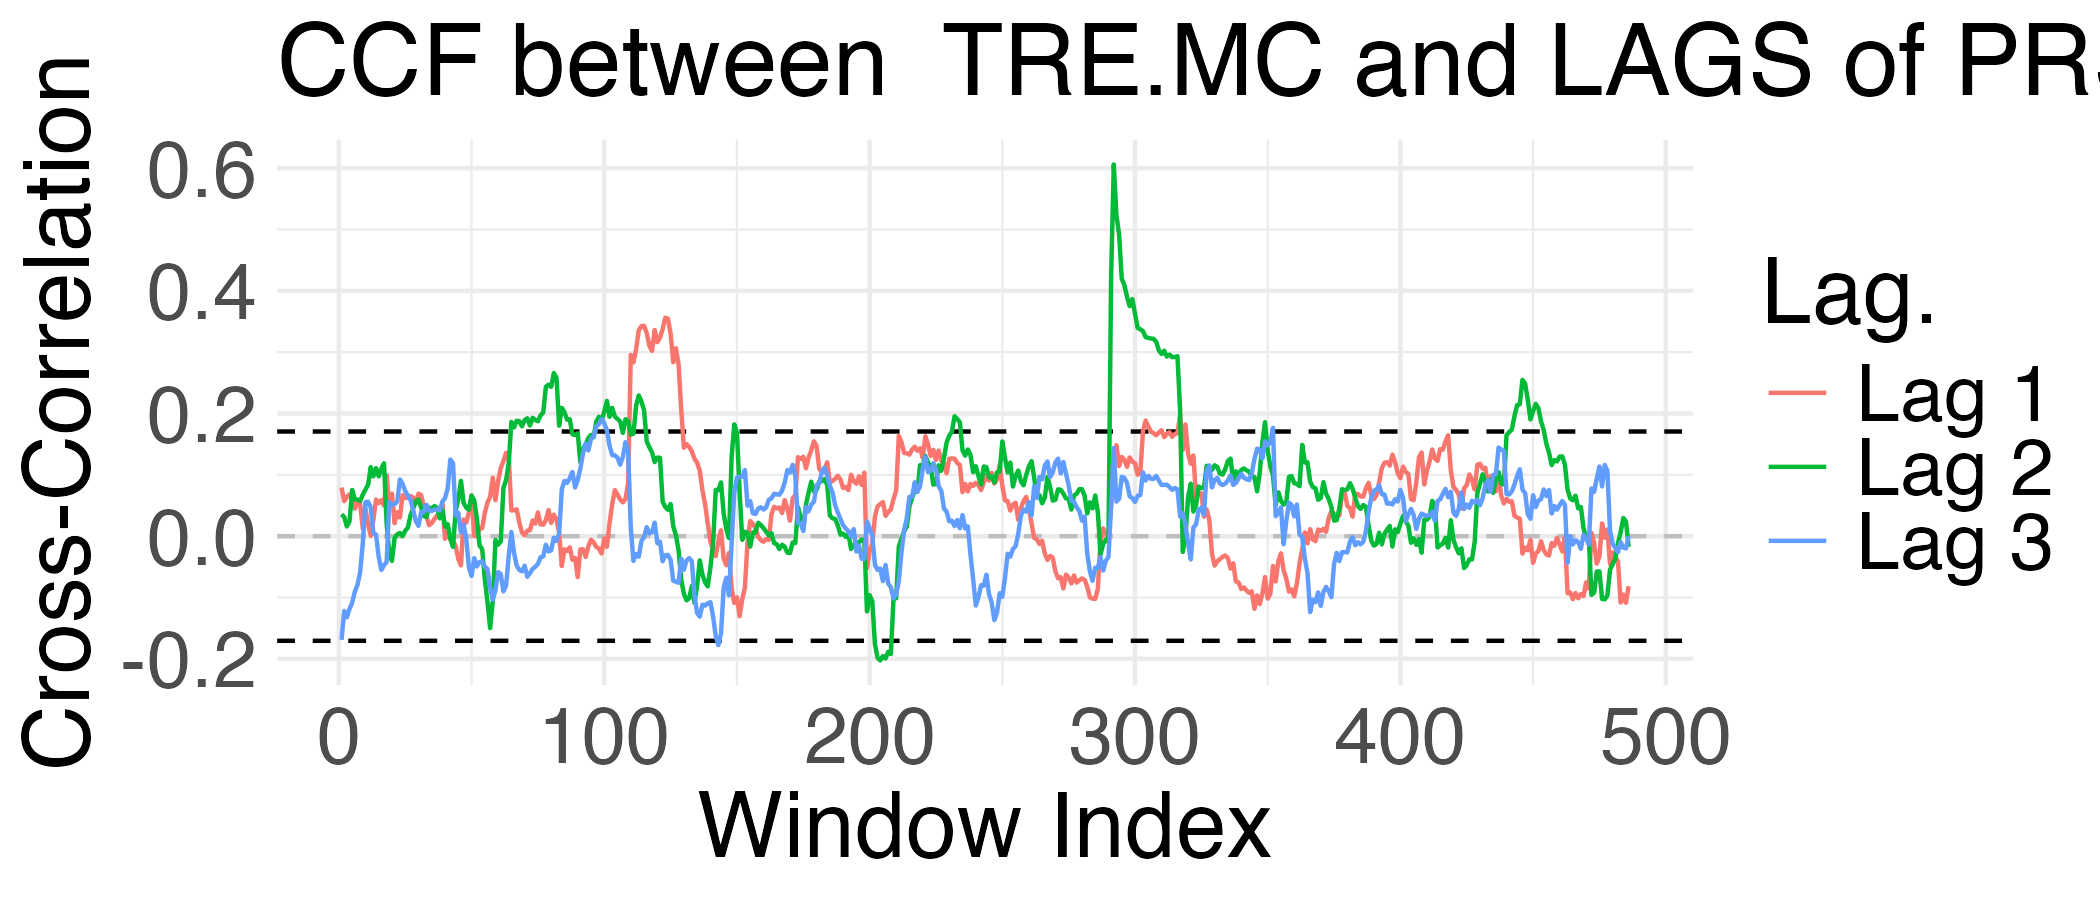 CCF between TRE.MC and LAGS of PR
Cross-Correlation
0.6
0.4
0.2
0.0
-0.2
0
100
200
300
400
500
Window Index
Lag.
Lag 1
Lag 2
Lag 3